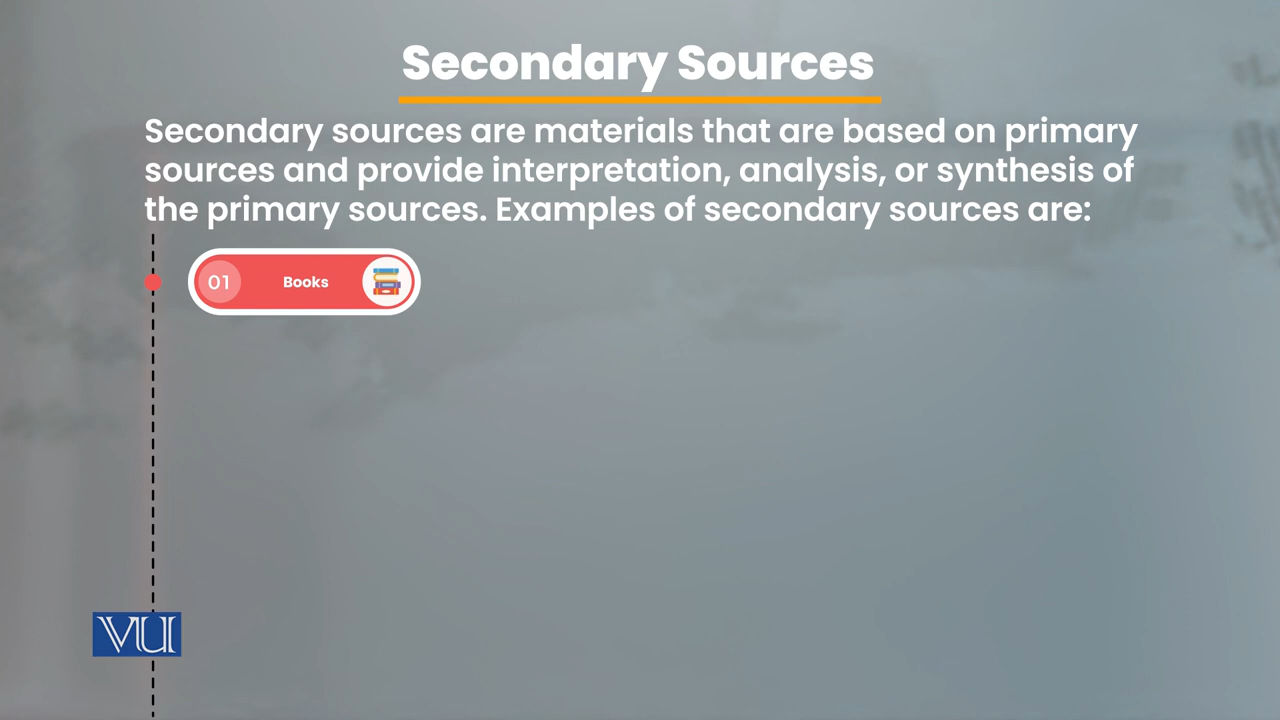 Secondary Sources
Secondary sources are materials that are based on primary
sources and provide interpretation, analysis, or synthesis of
the primary sources. Examples of secondary sources are:
01 Books
VU